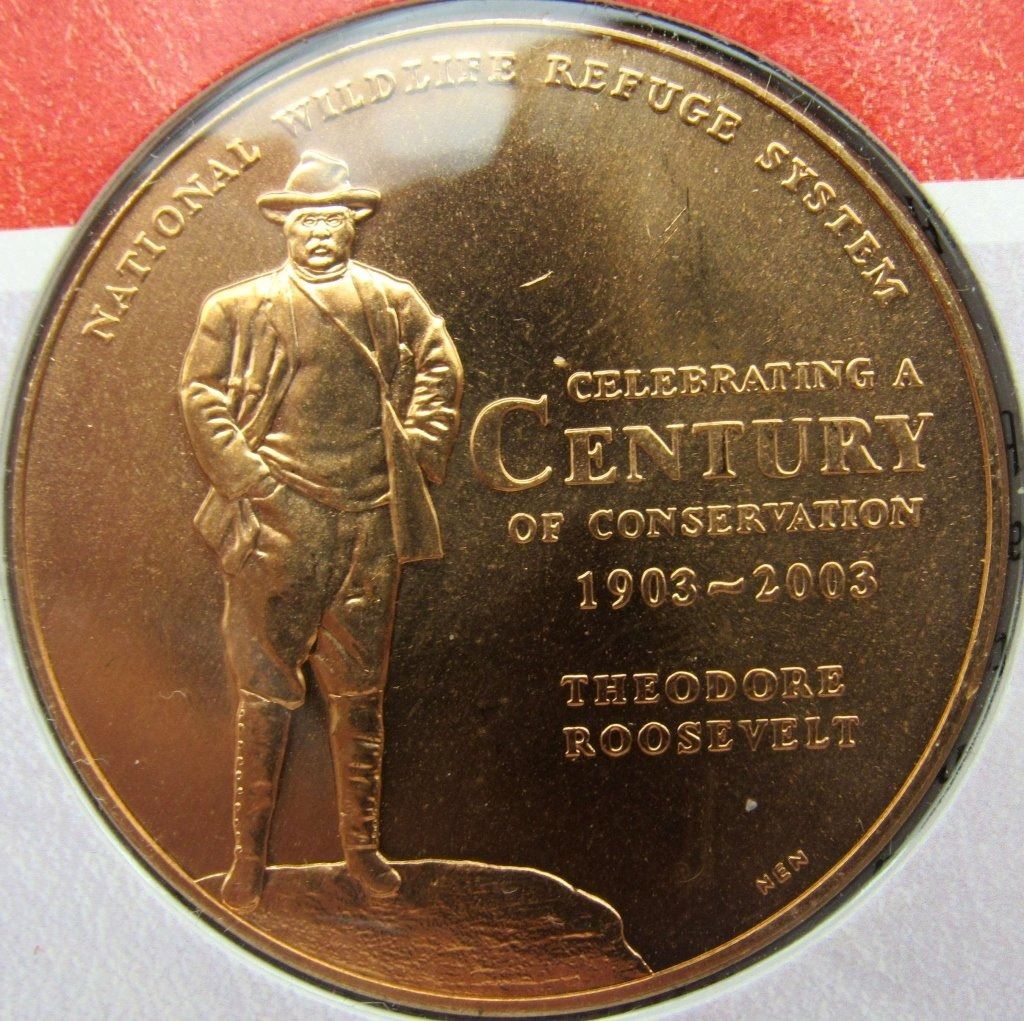 NATIONAL WILDLIFE REFUGE SYSTEM
CELEBRATING A
CENTURY
OF CONSERVATION
1903~2003
THEODORE
ROOSEVELT
NEN